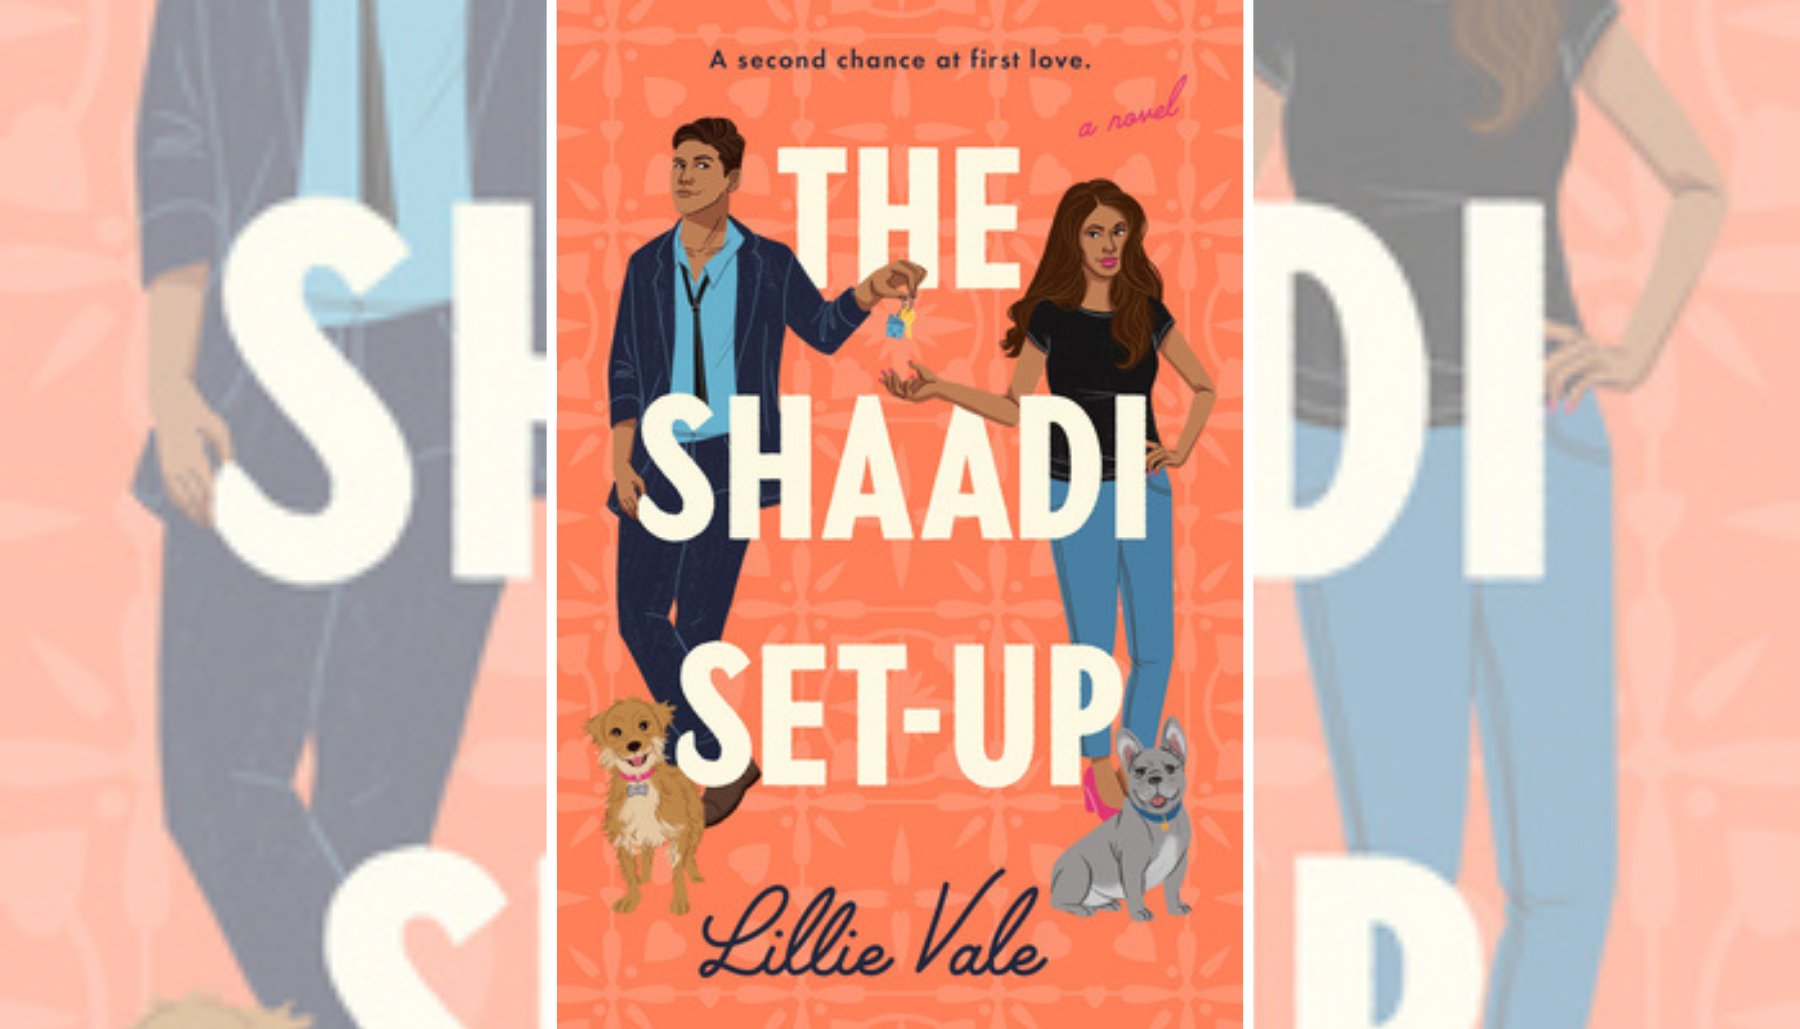 A second chance at first love.
a novel
THE
SHAADI
SET-UP
Lillie Vale